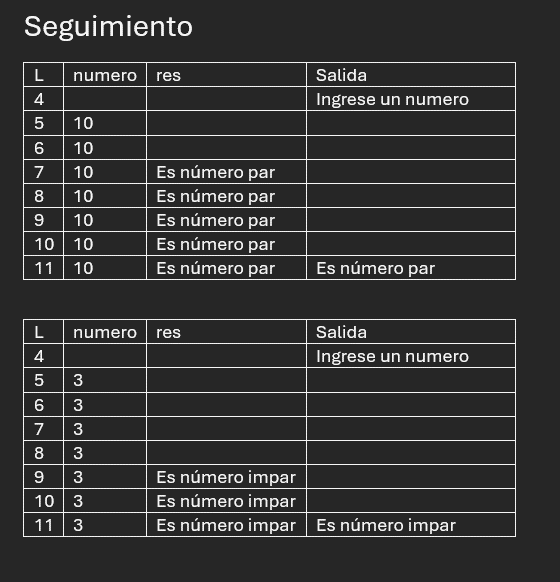 Seguimiento
L numero res Salida
4 Ingrese un numero
5 10
6 10
7 10 Es número par
8 10 Es número par
9 10 Es número par
10 10 Es número par
11 10 Es número par Es número par
L numero res Salida
4 Ingrese un numero
5 3
6 3
7 3
8 3
9 3 Es número impar
10 3 Es número impar
11 3 Es número impar Es número impar